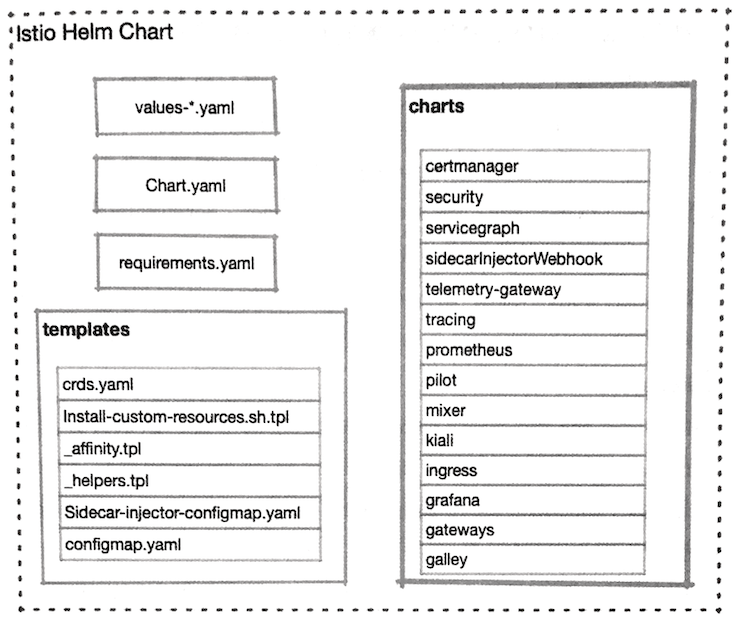 Istio Helm Chart
values-*.yaml
Chart.yaml
requirements.yaml
templates
crds.yaml
Install-custom-resources.sh.tpl
_affinity.tpl
_helpers.tpl
Sidecar-injector-configmap.yaml
configmap.yaml
charts
certmanager
security
servicegraph
sidecarInjectorWebhook
telemetry-gateway
tracing
prometheus
pilot
mixer
kiali
ingress
grafana
gateways
galley